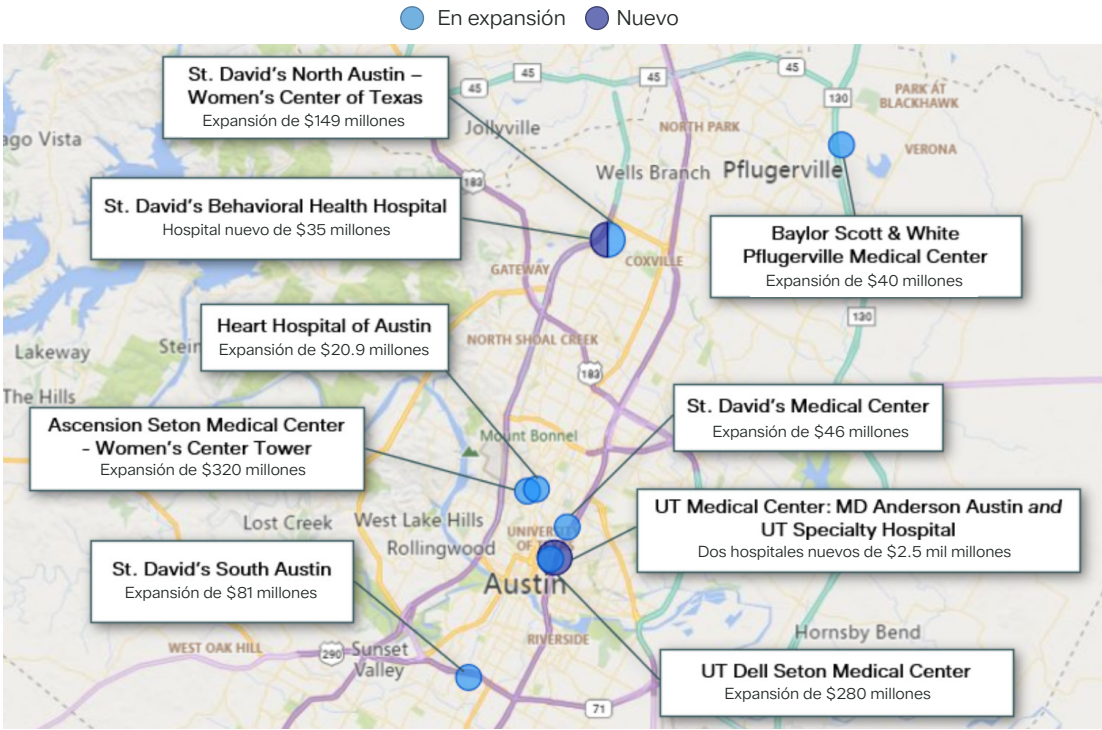 En expansión
Nuevo
St. David's North Austin –
Women's Center of Texas
Expansión de $149 millones
45
45
45
45
130
PARK AT
BLACKHAWK
ago Vista
Jollyville
NORTH PARK
VERONA
183
Wells Branch
Pflugerville
St. David's Behavioral Health Hospital
Hospital nuevo de $35 millones
Baylor Scott & White
Pflugerville Medical Center
Expansión de $40 millones
GATEWAY
COXVILLE
130
Heart Hospital of Austin
Expansión de $20.9 millones
NORTH SHOAL CREEK
Lakeway
Stein
183
The Hills
St. David's Medical Center
Expansión de $46 millones
Ascension Seton Medical Center
– Women's Center Tower
Expansión de $320 millones
Mount Bonnel
UT Medical Center: MD Anderson Austin and
UT Specialty Hospital
Dos hospitales nuevos de $2.5 mil millones
Lost Creek
West Lake Hills
Rollingwood
UNIVERSITY
OF TEXAS
Austin
St. David's South Austin
Expansión de $81 millones
RIVERSIDE
Hornsby Bend
WEST OAK HILL
290
Sunset
Valley
UT Dell Seton Medical Center
Expansión de $280 millones
71